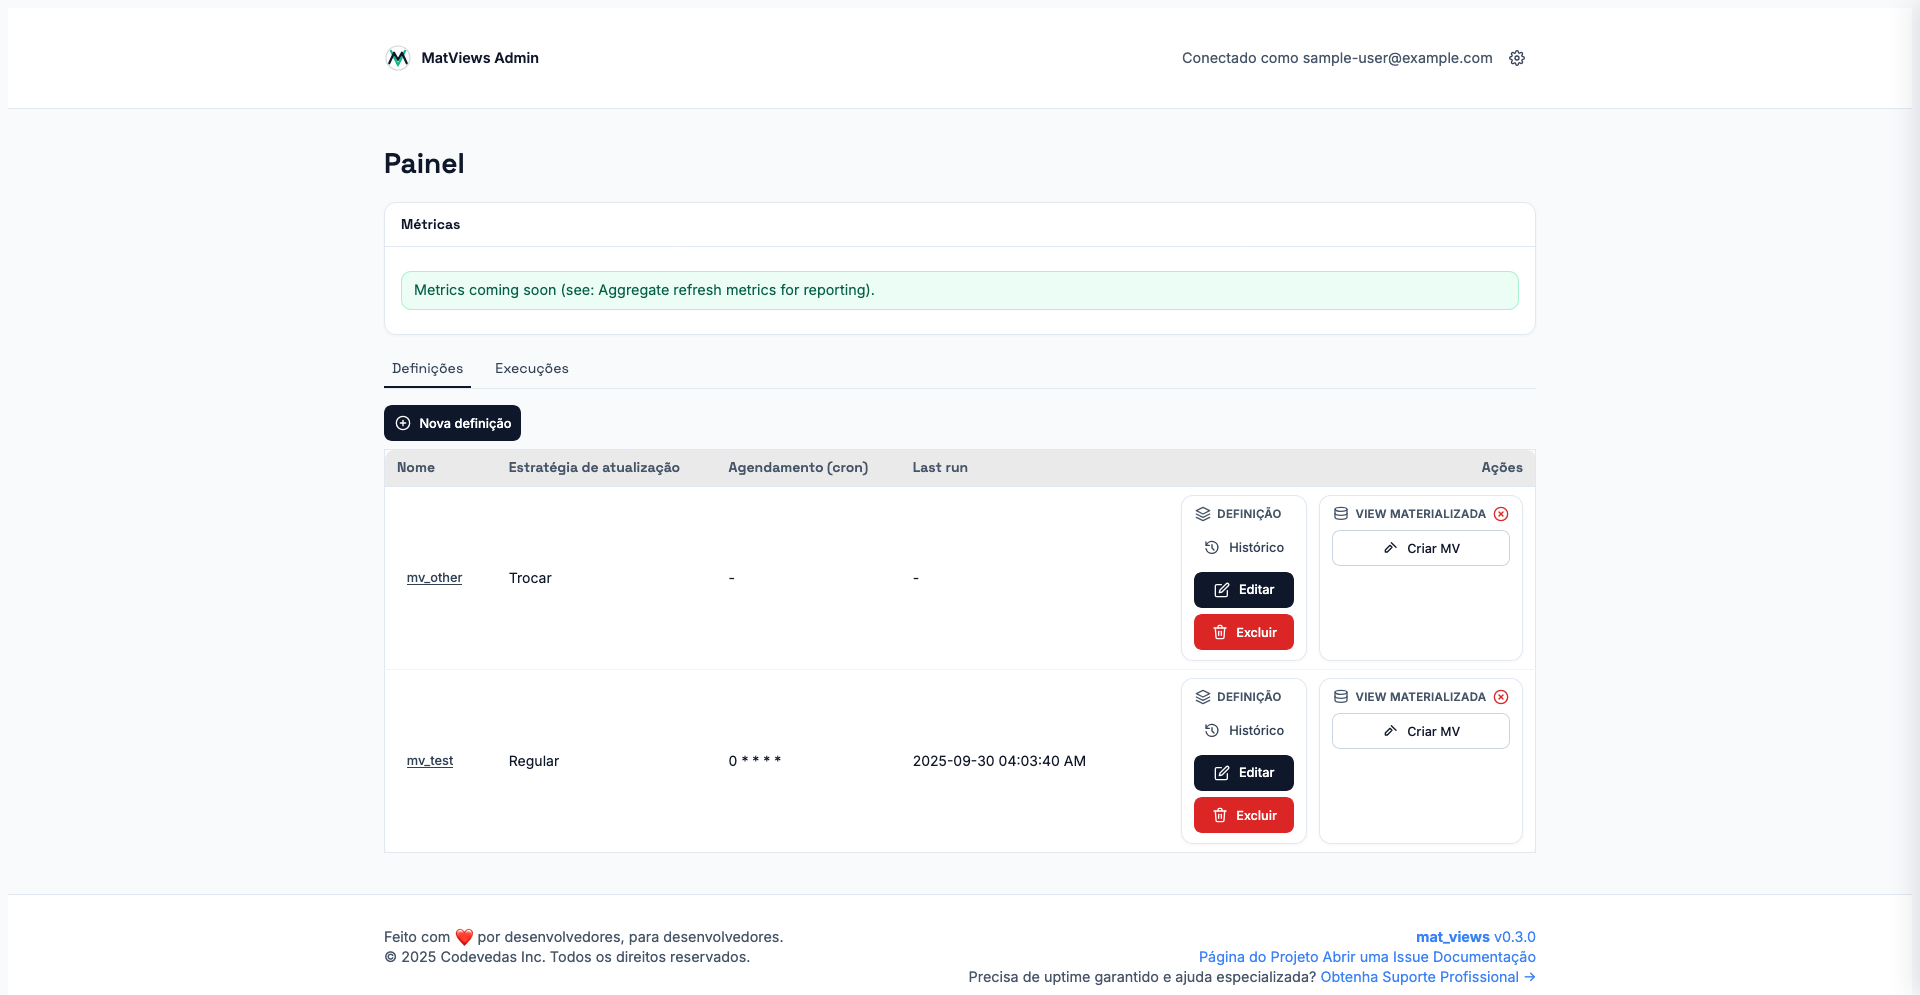 MatViews Admin
Conectado como sample-user@example.com
Painel
Métricas
Metrics coming soon (see: Aggregate refresh metrics for reporting).
Definições Execuções
Nova definição
Nome Estratégia de atualização Agendamento (cron) Last run Ações
DEFINIÇÃO VIEW MATERIALIZADA
Histórico Criar MV
mv_other Trocar - -
Editar
Excluir
DEFINIÇÃO VIEW MATERIALIZADA
Histórico Criar MV
mv_test Regular 0 * * * * 2025-09-30 04:03:40 AM
Editar
Excluir
Feito com ❤️ por desenvolvedores, para desenvolvedores.
© 2025 Codevedas Inc. Todos os direitos reservados.
mat_views v0.3.0
Página do Projeto Abrir uma Issue Documentação
Precisa de uptime garantido e ajuda especializada? Obtenha Suporte Profissional →